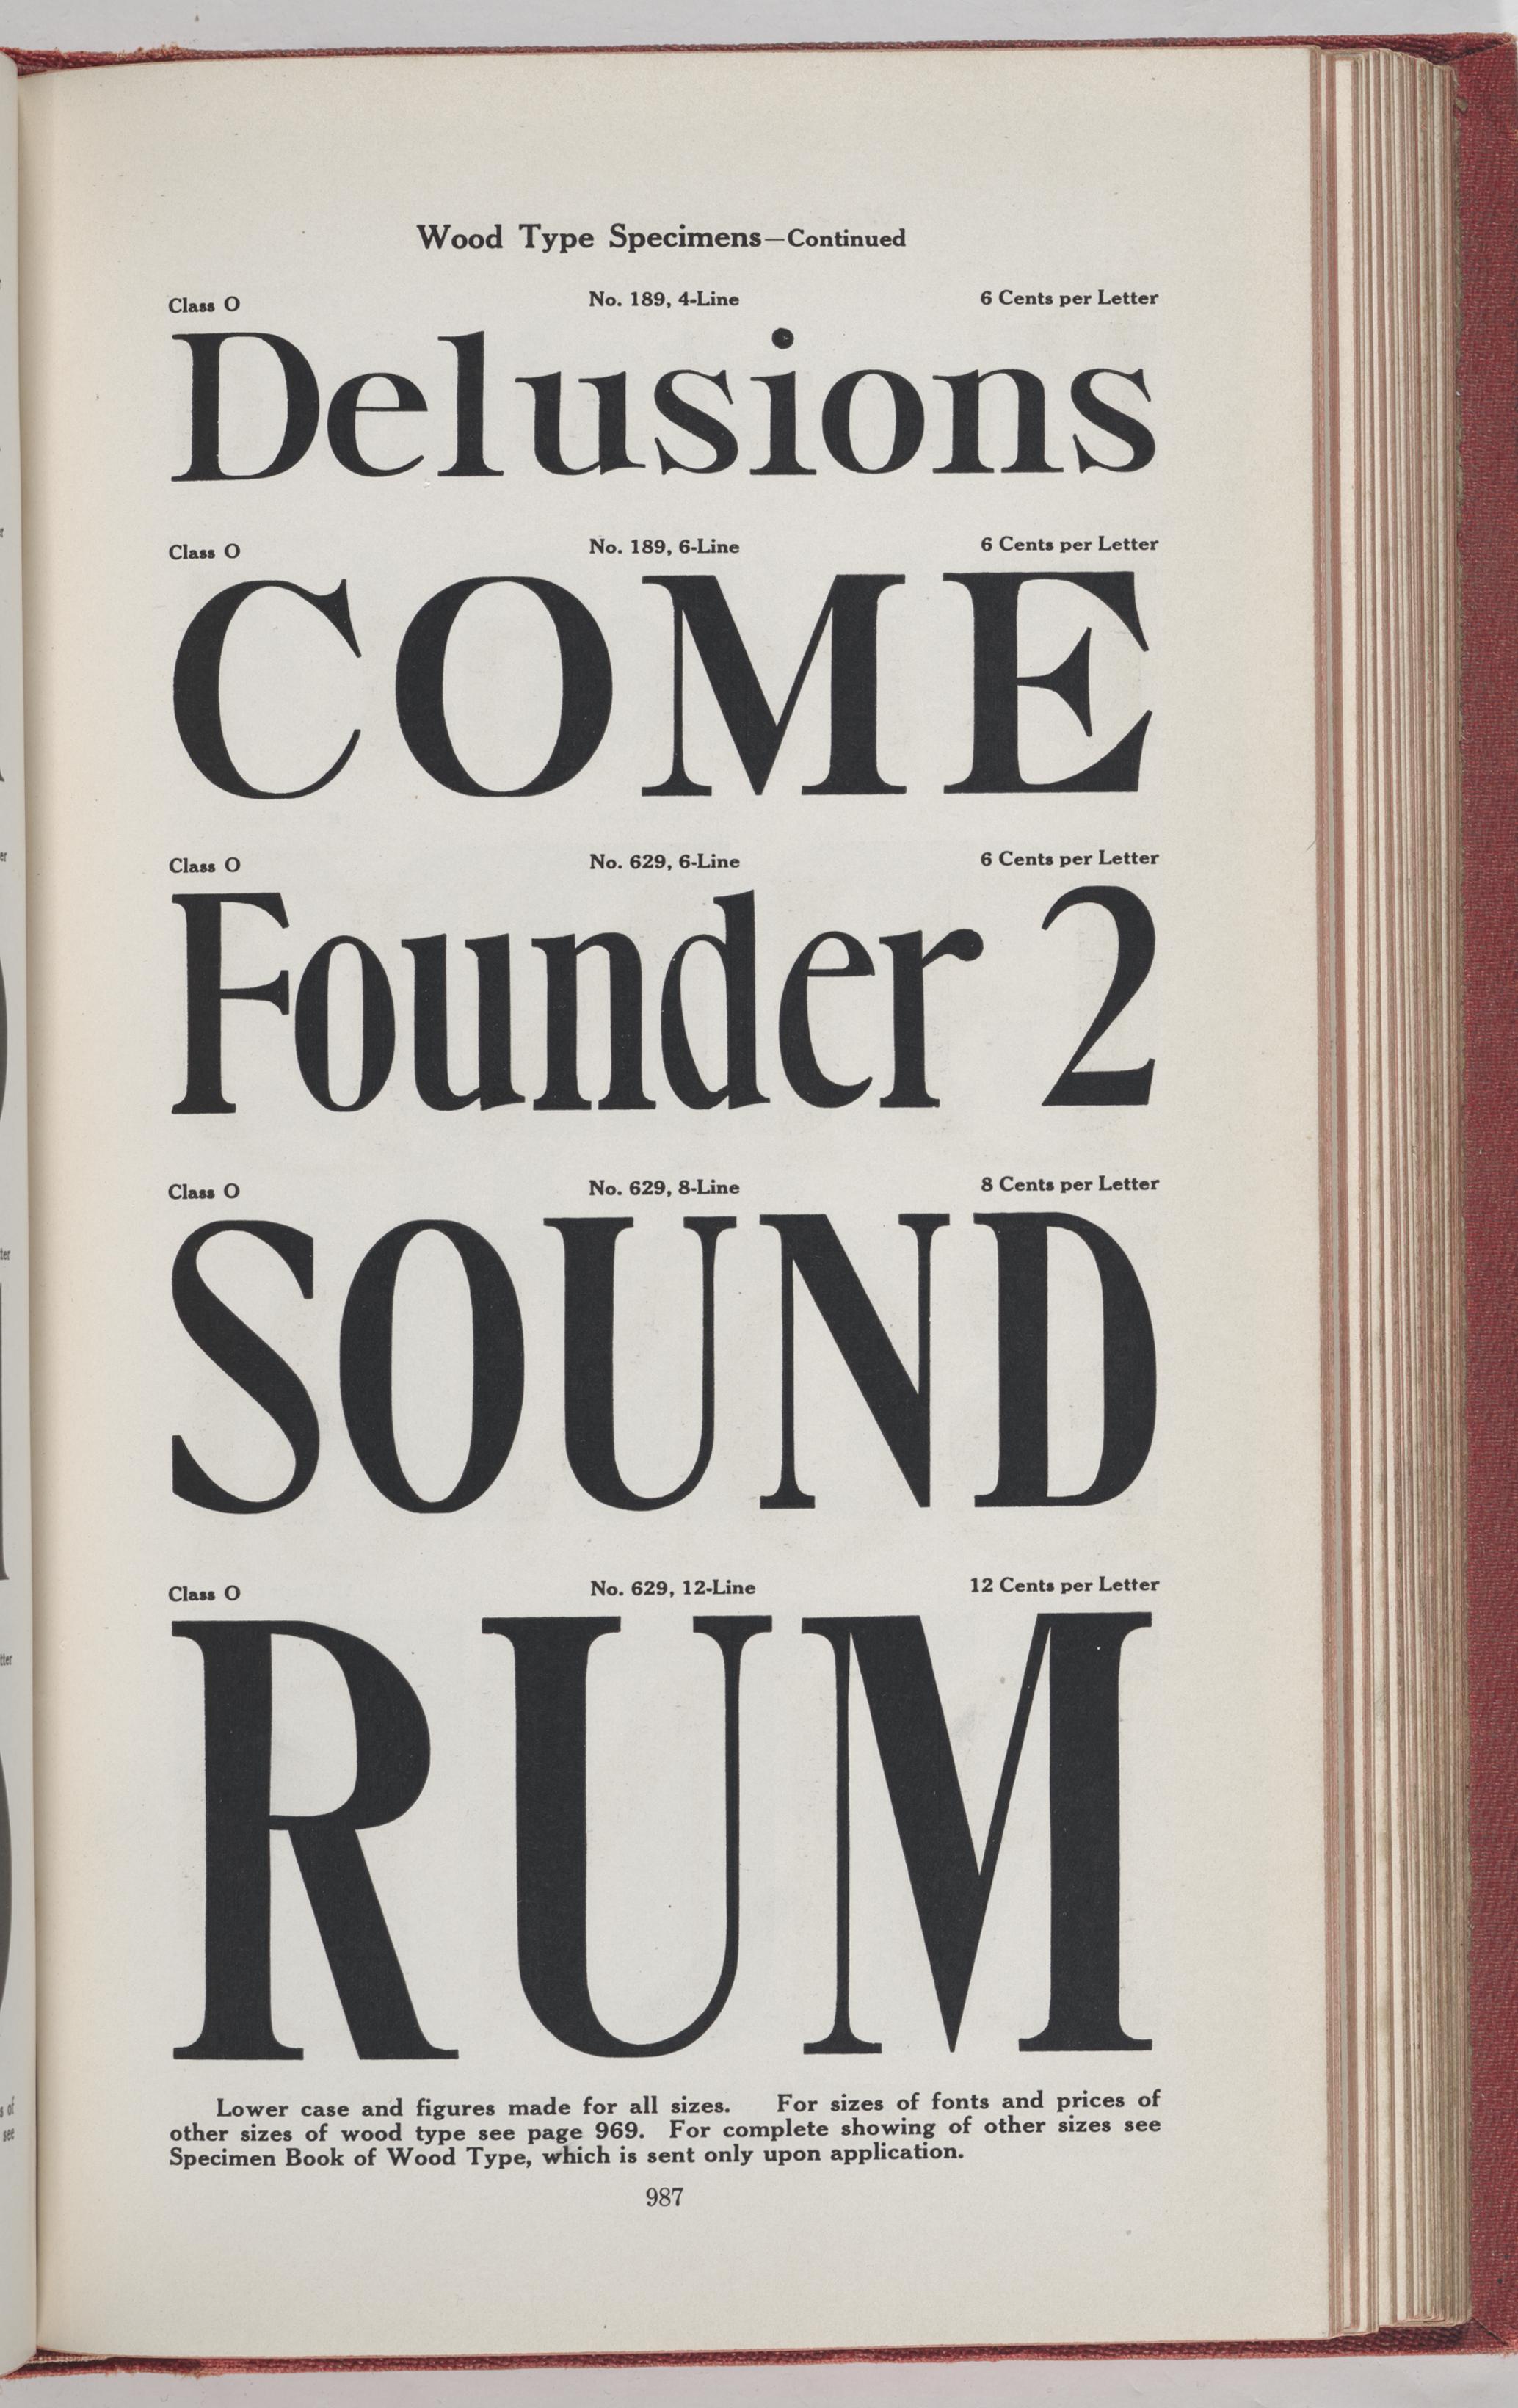 Wood Type Specimens—Continued
Class O No. 189, 4-Line 6 Cents per Letter
Delusions
Class O No. 189, 6-Line 6 Cents per Letter
COME
Class O No. 629, 6-Line 6 Cents per Letter
Founder 2
Class O No. 629, 8-Line 8 Cents per Letter
SOUND
Class O No. 629, 12-Line 12 Cents per Letter
RUM
Lower case and figures made for all sizes. For sizes of fonts and prices of
other sizes of wood type see page 969. For complete showing of other sizes see
Specimen Book of Wood Type, which is sent only upon application.
987